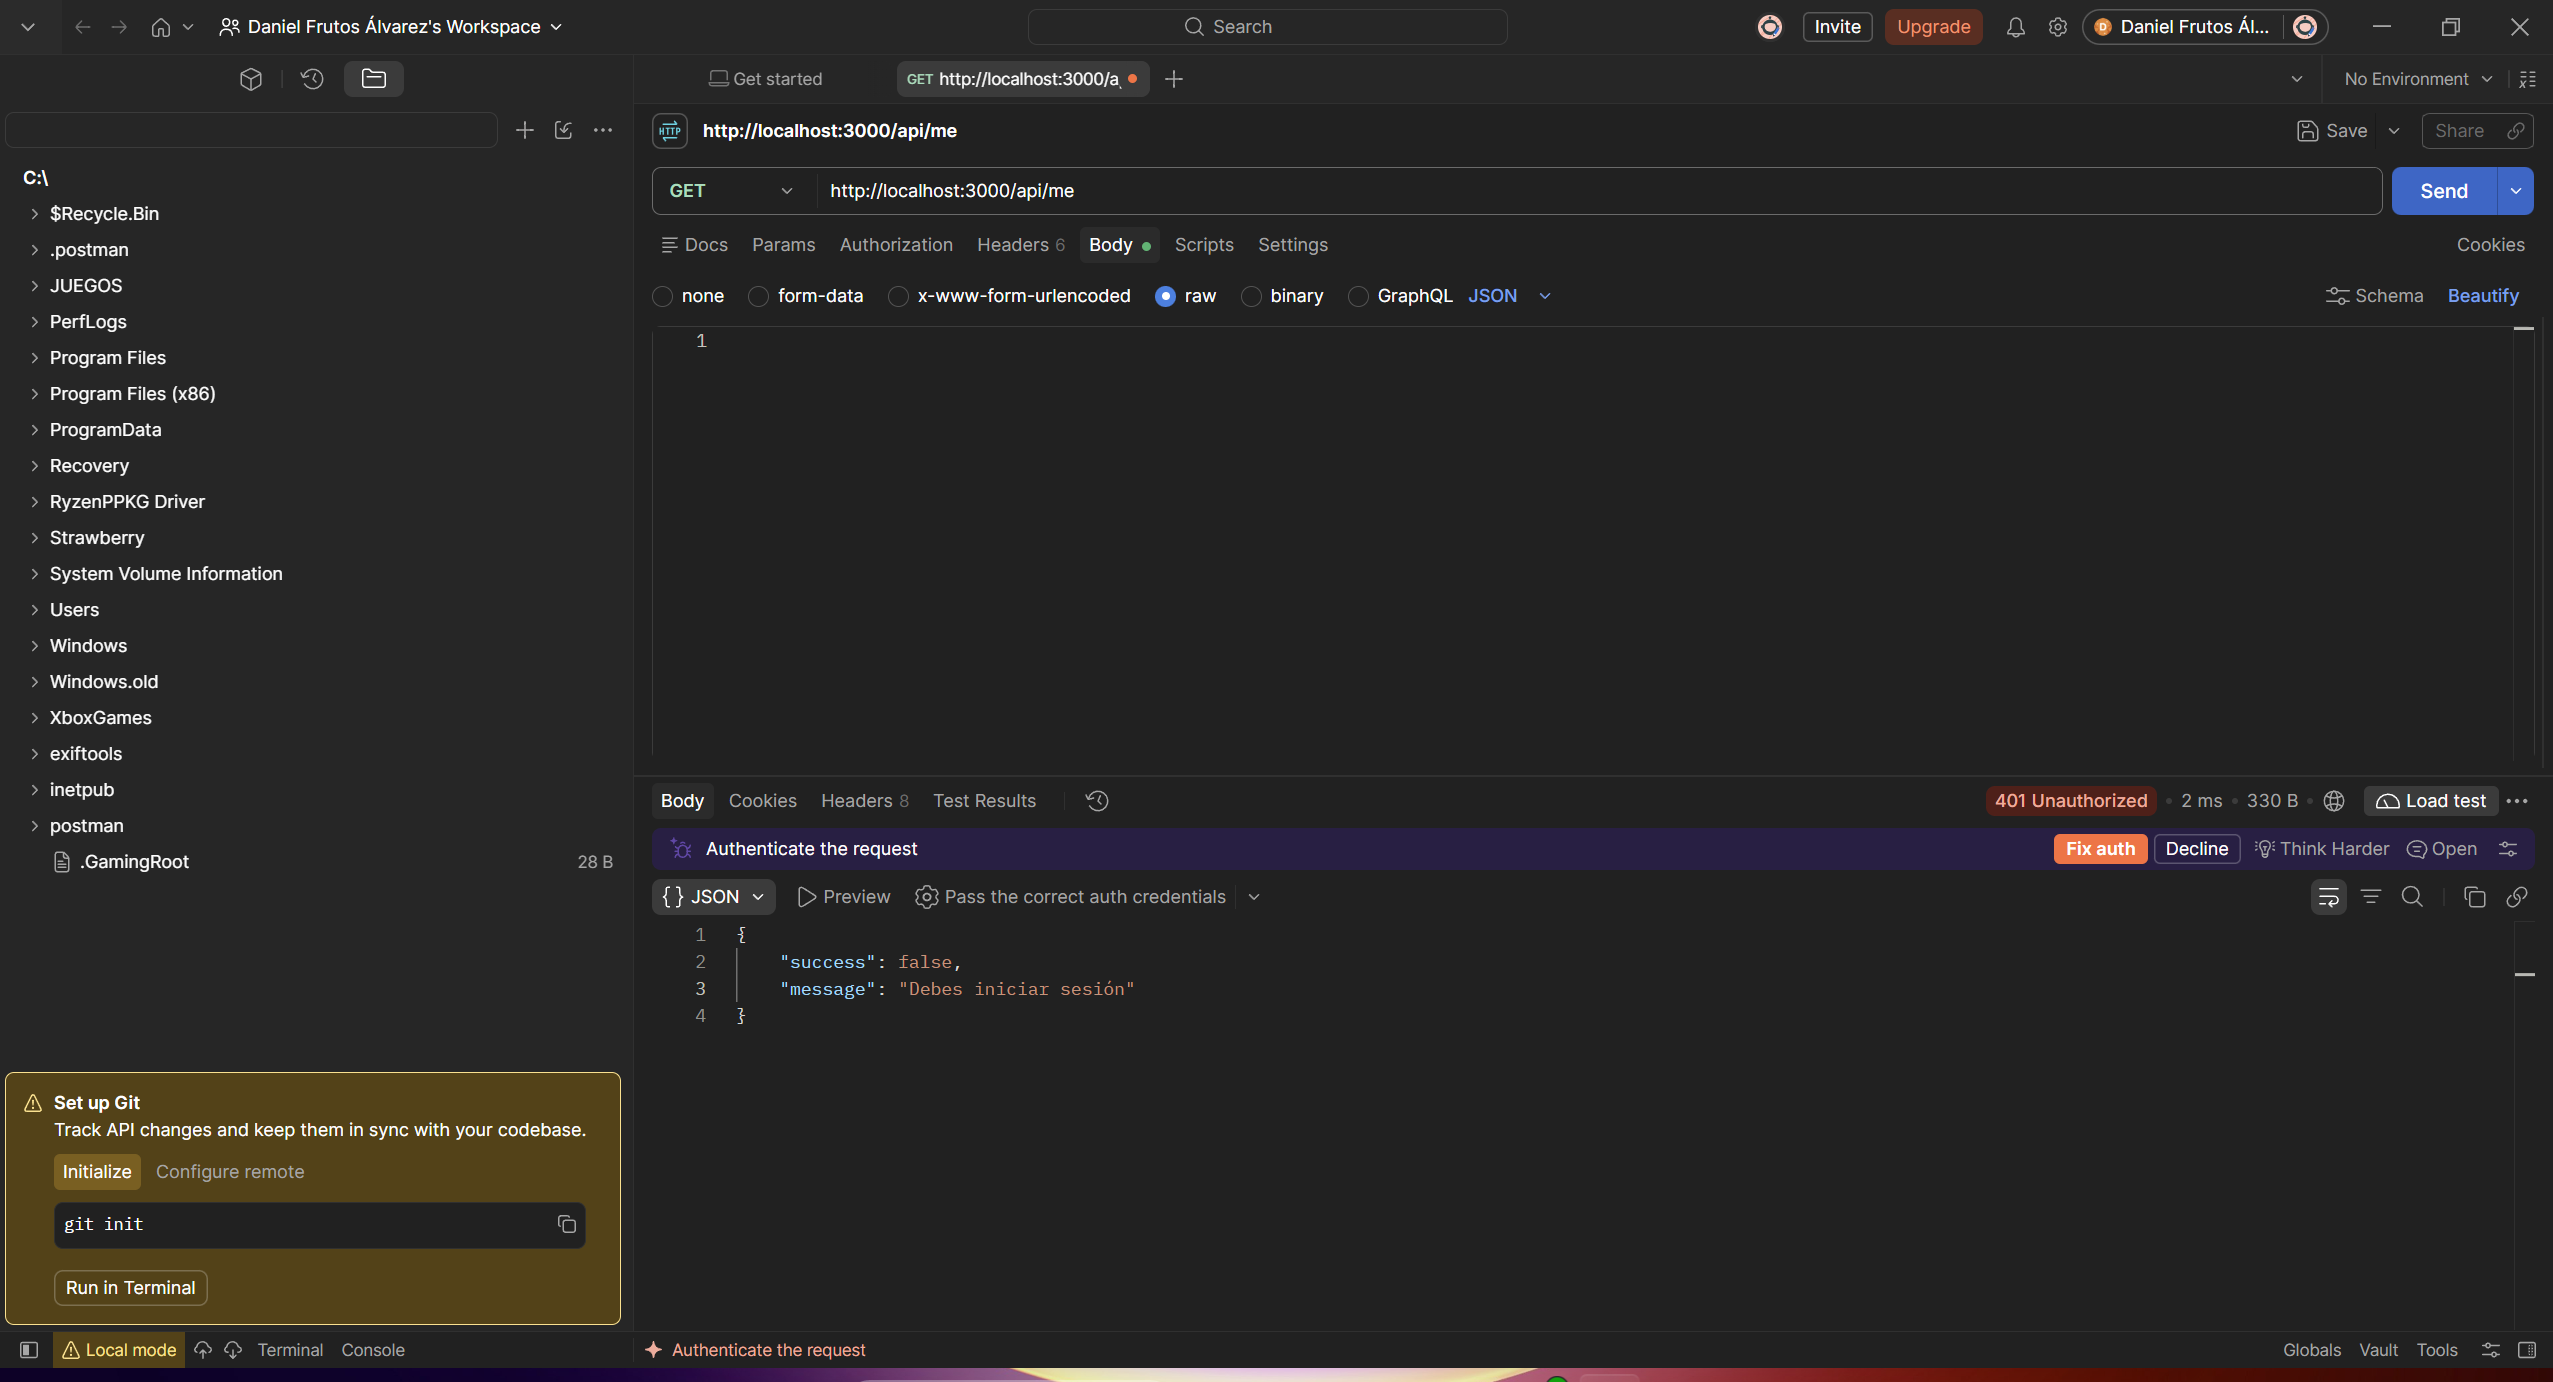 Daniel Frutos Álvarez's Workspace
Search
Invite
Upgrade
D
Daniel Frutos Ál...
Get started
GET http://localhost:3000/a
No Environment
HTTP
http://localhost:3000/api/me
Save
Share
GET
http://localhost:3000/api/me
Send
Docs
Params
Authorization
Headers 6
Body
Scripts
Settings
Cookies
none
form-data
x-www-form-urlencoded
raw
binary
GraphQL
JSON
Schema
Beautify
1
C:\
$Recycle.Bin
.postman
JUEGOS
PerfLogs
Program Files
Program Files (x86)
ProgramData
Recovery
RyzenPPKG Driver
Strawberry
System Volume Information
Users
Windows
Windows.old
XboxGames
exiftools
inetpub
postman
.GamingRoot 28 B
Body
Cookies
Headers 8
Test Results
401 Unauthorized
2 ms
330 B
Load test
Authenticate the request
Fix auth
Decline
Think Harder
Open
{} JSON
Preview
Pass the correct auth credentials
1 {
2 "success": false,
3 "message": "Debes iniciar sesión"
4 }
Set up Git
Track API changes and keep them in sync with your codebase.
Initialize
Configure remote
git init
Run in Terminal
Local mode
Terminal
Console
Authenticate the request
Globals
Vault
Tools